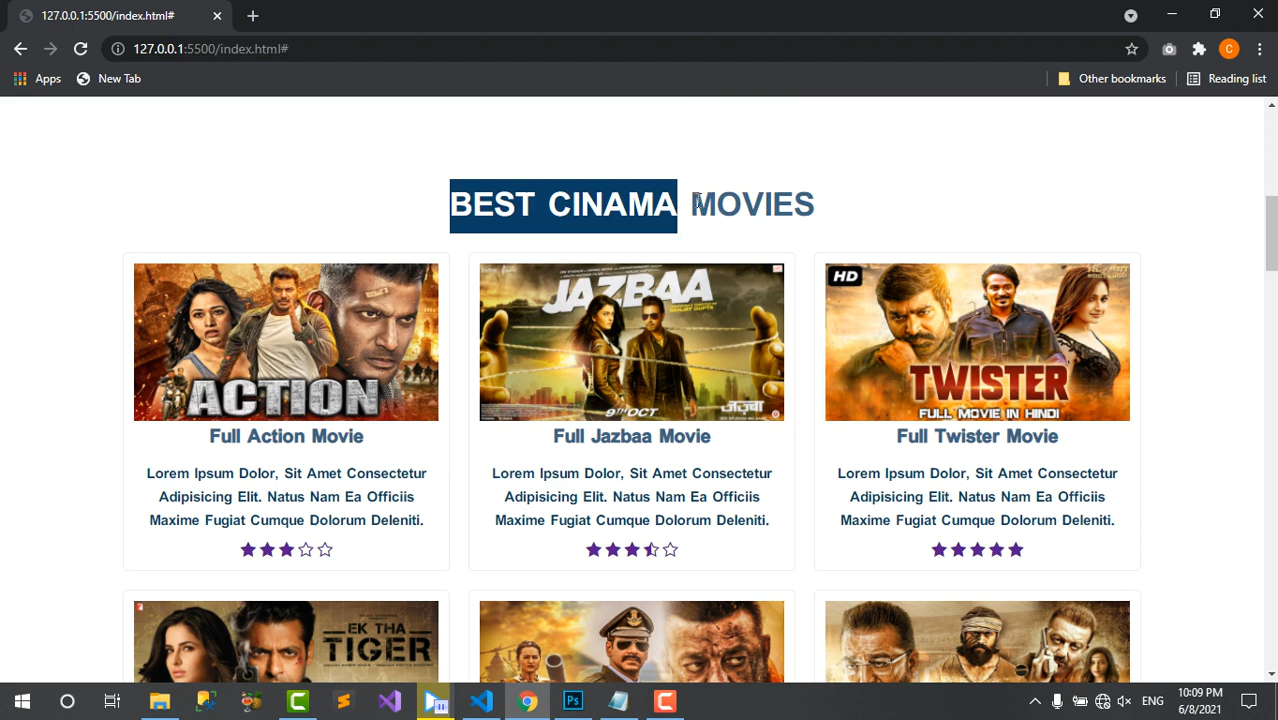 127.0.0.1:5500/index.html#
127.0.0.1:5500/index.html#
C
Apps
New Tab
Other bookmarks
Reading list
BEST CINAMA MOVIES
ACTION
JAZBAA
9TH OCT
जज़्बा
HD
TWISTER
FULL MOVIE IN HINDI
Full Action Movie
Full Jazbaa Movie
Full Twister Movie
Lorem Ipsum Dolor, Sit Amet Consectetur
Adipisicing Elit. Natus Nam Ea Officiis
Maxime Fugiat Cumque Dolorum Deleniti.
Lorem Ipsum Dolor, Sit Amet Consectetur
Adipisicing Elit. Natus Nam Ea Officiis
Maxime Fugiat Cumque Dolorum Deleniti.
Lorem Ipsum Dolor, Sit Amet Consectetur
Adipisicing Elit. Natus Nam Ea Officiis
Maxime Fugiat Cumque Dolorum Deleniti.
EK THA
TIGER
Ps
ENG
10:09 PM
6/8/2021